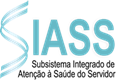 SIASS
Subsistema Integrado de
Atenção à Saúde do Servidor